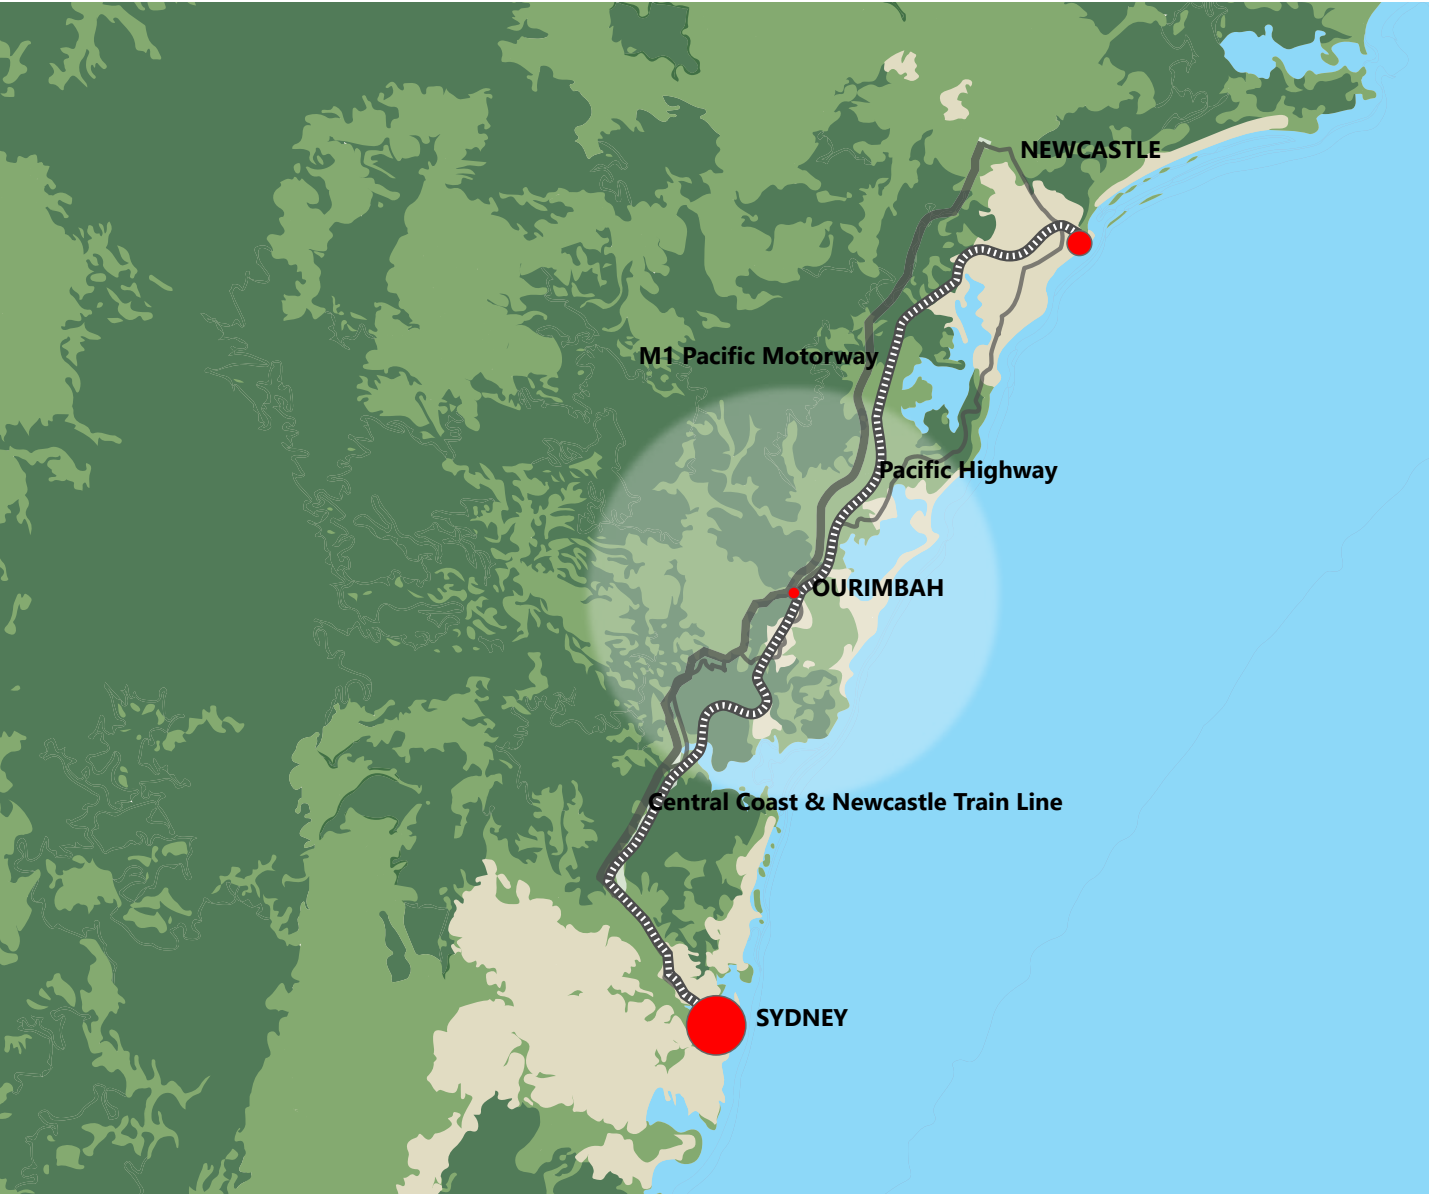 NEWCASTLE
M1 Pacific Motorway
Pacific Highway
OURIMBAH
Central Coast & Newcastle Train Line
SYDNEY